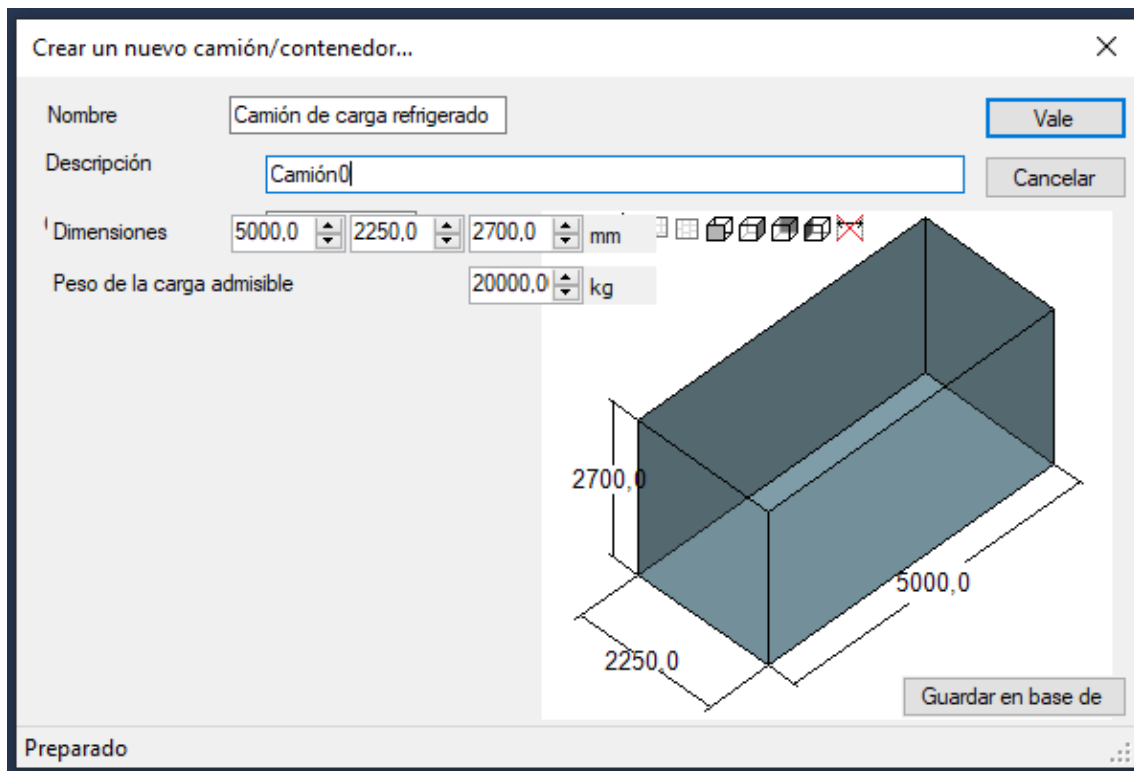 Crear un nuevo camión/contenedor...
Nombre Camión de carga refrigerado Vale
Descripción Camión0 Cancelar
Dimensiones 5000,0 2250,0 2700,0 mm
Peso de la carga admisible 20000,0 kg
2700,0
5000,0
2250,0
Guardar en base de
Preparado